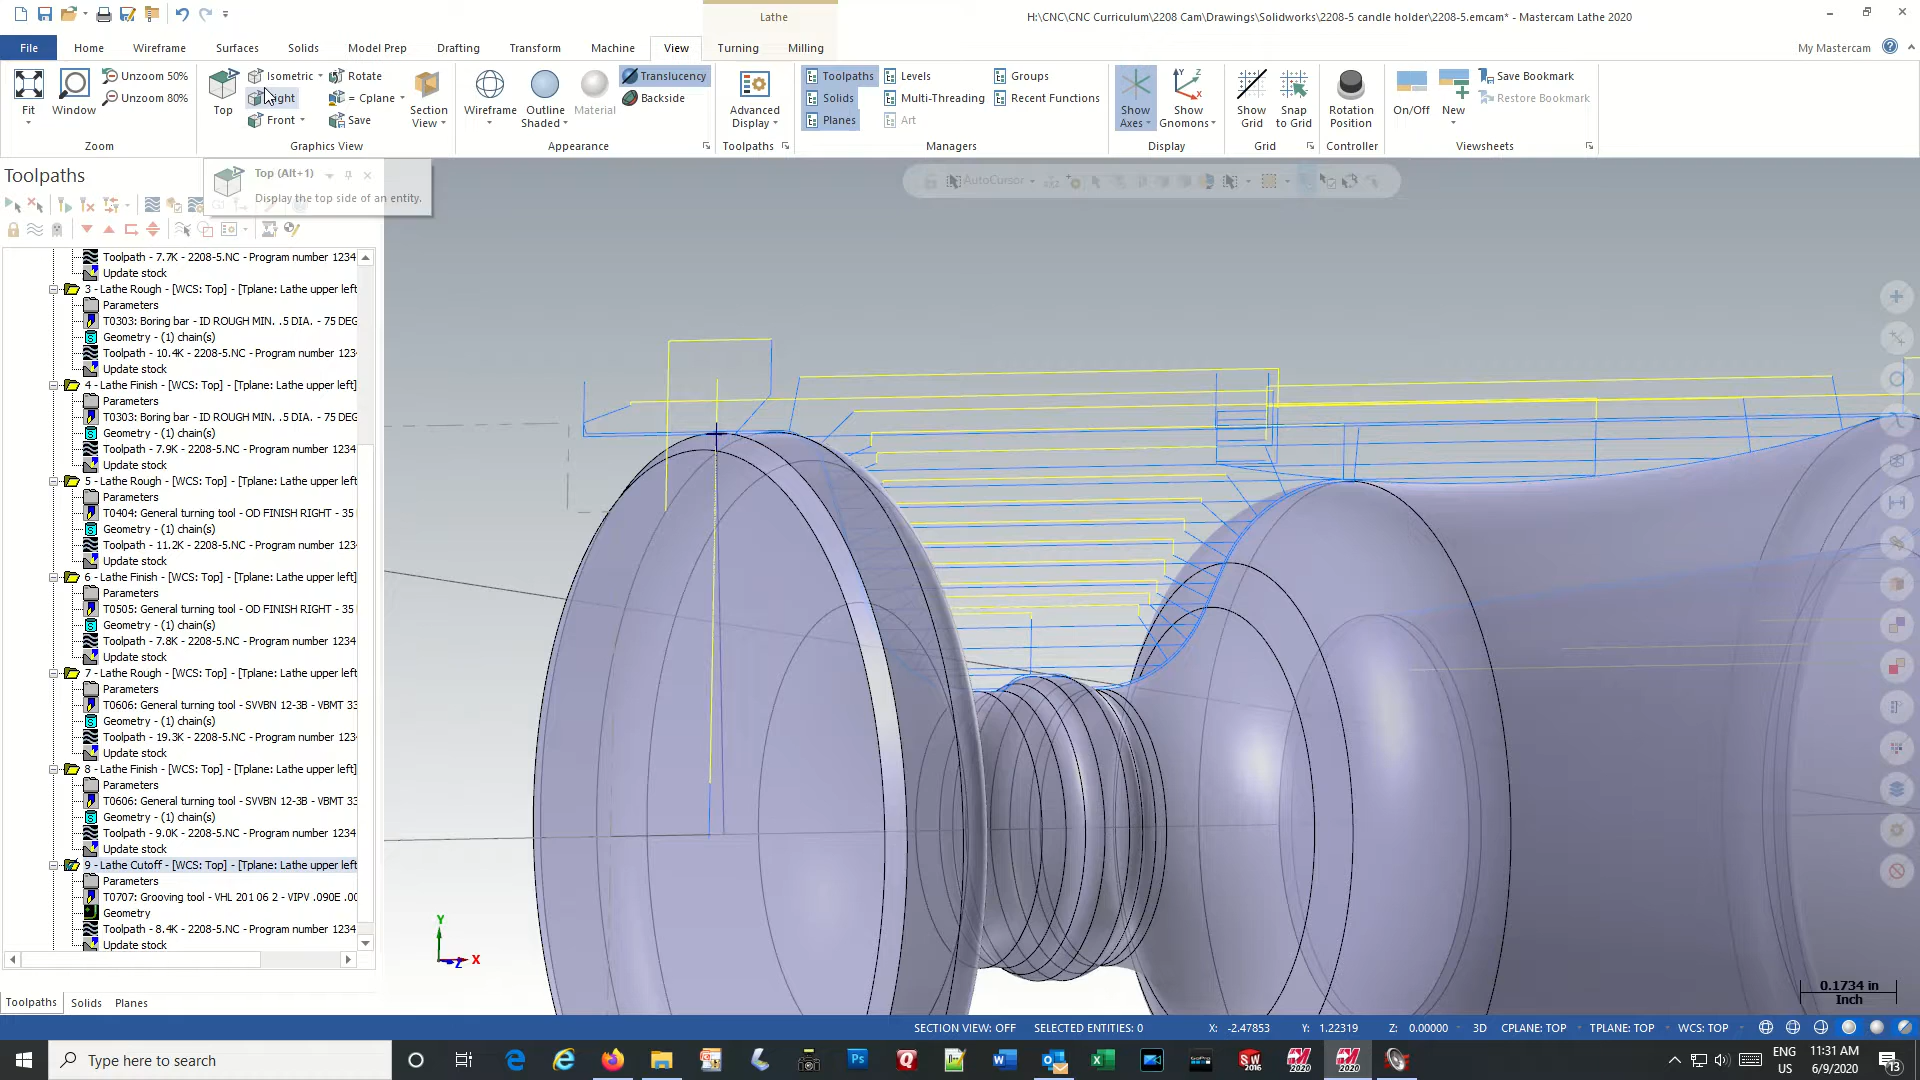 Lathe
H:\CNC\CNC Curriculum\2208 Cam\Drawings\Solidworks\2208-5 candle holder\2208-5.emcam* - Mastercam Lathe 2020
File Home Wireframe Surfaces Solids Model Prep Drafting Transform Machine View Turning Milling My Mastercam
Fit
Window
Unzoom 50%
Unzoom 80%
Zoom
Top
Isometric
Front
Rotate
= Cplane
Save
Section View
Graphics View
Wireframe
Outline Shaded
Material
Translucency
Backside
Appearance
Advanced Display
Toolpaths
Toolpaths
Solids
Planes
Levels
Multi-Threading
Art
Groups
Recent Functions
Managers
Show Axes
Show Gnomons
Display
Show Grid
Snap to Grid
Grid
Rotation Position
Controller
On/Off
New
Save Bookmark
Restore Bookmark
Viewsheets
Toolpaths
Top (Alt+1)
Display the top side of an entity.
AutoCursor
Toolpath - 7.7K - 2208-5.NC - Program number 1234
Update stock
3 - Lathe Rough - [WCS: Top] - [Tplane: Lathe upper left]
Parameters
T0303: Boring bar - ID ROUGH MIN. .5 DIA. - 75 DEG
Geometry - (1) chain(s)
Toolpath - 10.4K - 2208-5.NC - Program number 123
Update stock
4 - Lathe Finish - [WCS: Top] - [Tplane: Lathe upper left]
Parameters
T0303: Boring bar - ID ROUGH MIN. .5 DIA. - 75 DEG
Geometry - (1) chain(s)
Toolpath - 7.9K - 2208-5.NC - Program number 1234
Update stock
5 - Lathe Rough - [WCS: Top] - [Tplane: Lathe upper left
Parameters
T0404: General turning tool - OD FINISH RIGHT - 35
Geometry - (1) chain(s)
Toolpath - 11.2K - 2208-5.NC - Program number 123
Update stock
6 - Lathe Finish - [WCS: Top] - [Tplane: Lathe upper left]
Parameters
T0505: General turning tool - OD FINISH RIGHT - 35
Geometry - (1) chain(s)
Toolpath - 7.8K - 2208-5.NC - Program number 1234
Update stock
7 - Lathe Rough - [WCS: Top] - [Tplane: Lathe upper left
Parameters
T0606: General turning tool - SVVBN 12-3B - VBMT 33
Geometry - (1) chain(s)
Toolpath - 19.3K - 2208-5.NC - Program number 123
Update stock
8 - Lathe Finish - [WCS: Top] - [Tplane: Lathe upper left]
Parameters
T0606: General turning tool - SVVBN 12-3B - VBMT 33
Geometry - (1) chain(s)
Toolpath - 9.0K - 2208-5.NC - Program number 1234
Update stock
9 - Lathe Cutoff - [WCS: Top] - [Tplane: Lathe upper left
Parameters
T0707: Grooving tool - VHL 201 06 2 - VIPV .090E .00
Geometry
Toolpath - 8.4K - 2208-5.NC - Program number 1234
Update stock
Y
X
Z
0.1734 in
Inch
Toolpaths Solids Planes
SECTION VIEW: OFF SELECTED ENTITIES: 0 X: -2.47853 Y: 1.22319 Z: 0.00000 3D CPLANE: TOP TPLANE: TOP WCS: TOP
Type here to search
ENG
US
11:31 AM
6/9/2020
13